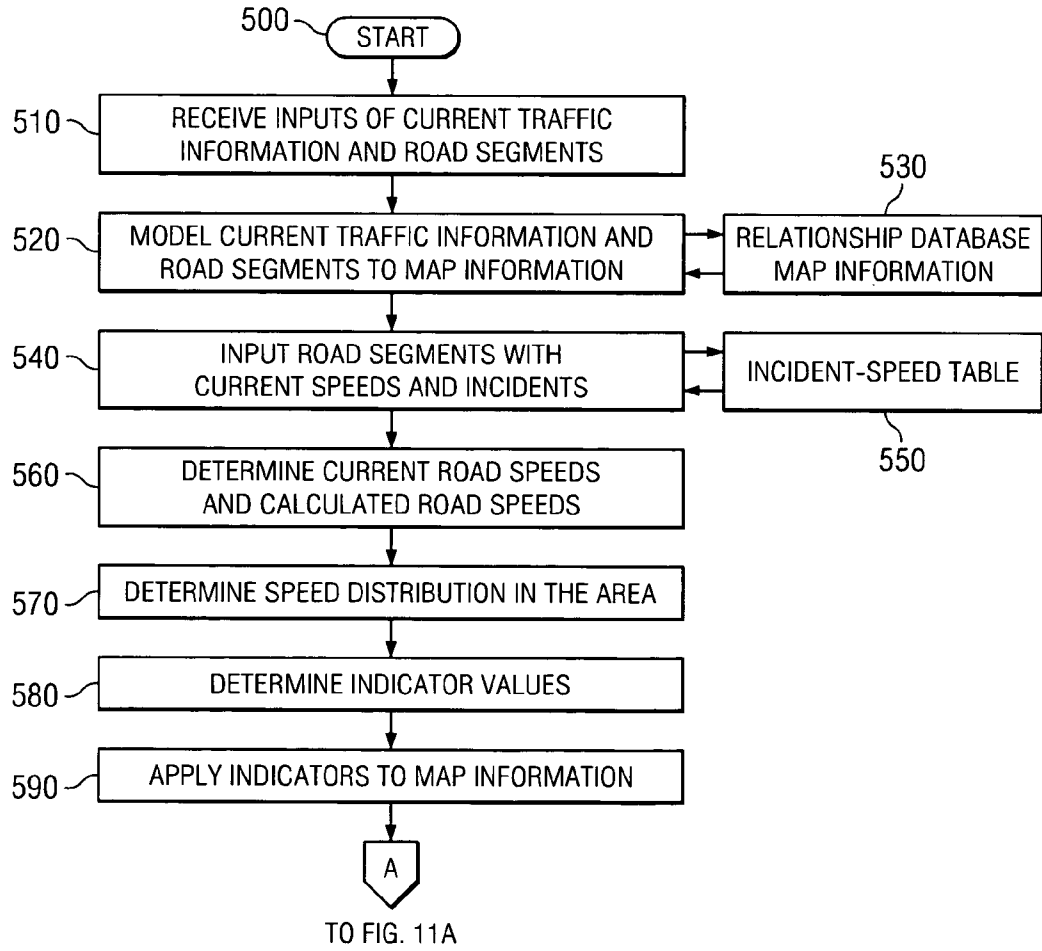 500
START
510
RECEIVE INPUTS OF CURRENT TRAFFIC
INFORMATION AND ROAD SEGMENTS
520
MODEL CURRENT TRAFFIC INFORMATION AND
ROAD SEGMENTS TO MAP INFORMATION
530
RELATIONSHIP DATABASE
MAP INFORMATION
540
INPUT ROAD SEGMENTS WITH
CURRENT SPEEDS AND INCIDENTS
INCIDENT-SPEED TABLE
550
560
DETERMINE CURRENT ROAD SPEEDS
AND CALCULATED ROAD SPEEDS
570
DETERMINE SPEED DISTRIBUTION IN THE AREA
580
DETERMINE INDICATOR VALUES
590
APPLY INDICATORS TO MAP INFORMATION
A
TO FIG. 11A